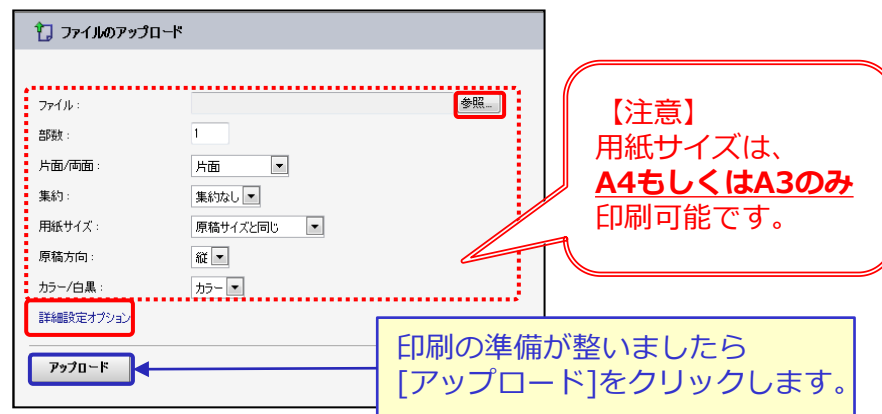 ファイルのアップロード
ファイル : 参照...
部数 : 1
片面/両面 : 片面
集約 : 集約なし
用紙サイズ : 原稿サイズと同じ
原稿方向 : 縦
カラー/白黒 : カラー
詳細設定オプション
アップロード
【注意】
用紙サイズは、
A4もしくはA3のみ
印刷可能です。
印刷の準備が整いましたら
[アップロード]をクリックします。